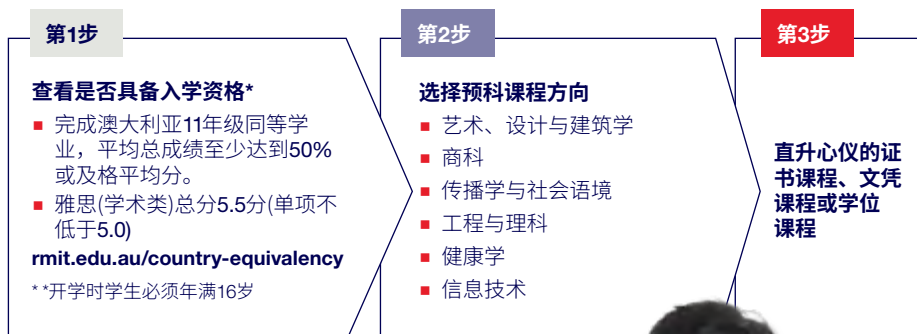 第1步
查看是否具备入学资格*
■ 完成澳大利亚11年级同等学
业，平均总成绩至少达到50%
或及格平均分。
■ 雅思(学术类)总分5.5分(单项不
低于5.0)
rmit.edu.au/country-equivalency
* *开学时学生必须年满16岁
第2步
选择预科课程方向
■ 艺术、设计与建筑学
■ 商科
■ 传播学与社会语境
■ 工程与理科
■ 健康学
■ 信息技术
第3步
直升心仪的证
书课程、文凭
课程或学位
课程